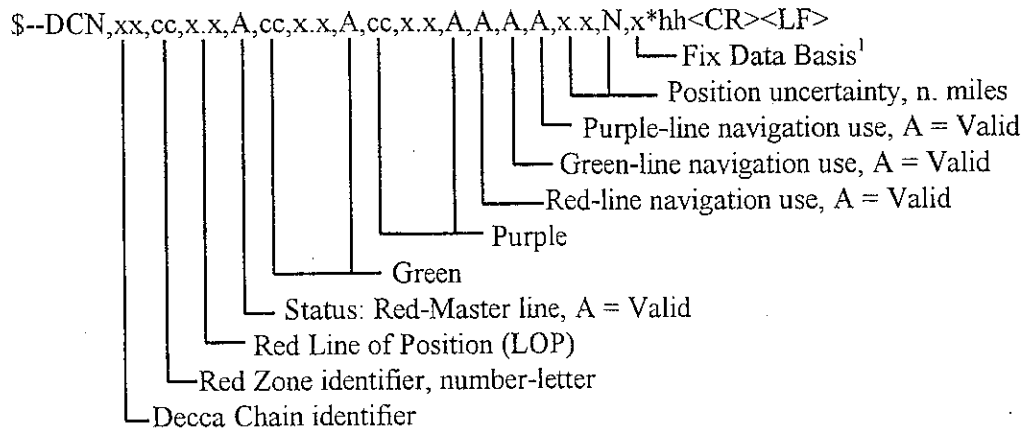 $--DCN,xx,cc,x.x,A,cc,x.x,A,cc,x.x,A,A,A,A,x.x,N,x*hh<CR><LF>
Fix Data Basis¹
Position uncertainty, n. miles
Purple-line navigation use, A = Valid
Green-line navigation use, A = Valid
Red-line navigation use, A = Valid
Purple
Green
Status: Red-Master line, A = Valid
Red Line of Position (LOP)
Red Zone identifier, number-letter
Decca Chain identifier